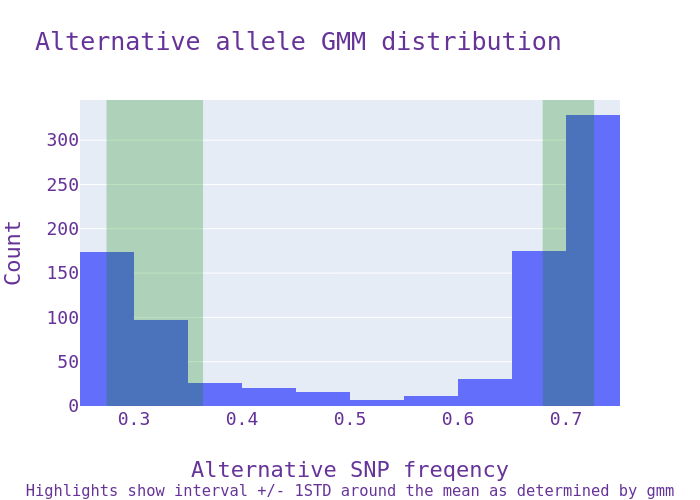 Alternative allele GMM distribution
300
250
200
150
100
50
0
Count
0.3 0.4 0.5 0.6 0.7
Alternative SNP freqency
Highlights show interval +/- 1STD around the mean as determined by gmm